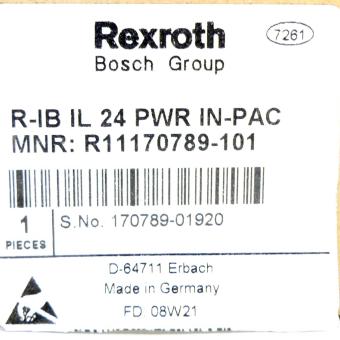 Rexroth
7261
Bosch Group
R-IB IL 24 PWR IN-PAC
MNR: R11170789-101
1
PIECES
S.No. 170789-01920
D-64711 Erbach
Made in Germany
FD 08W21